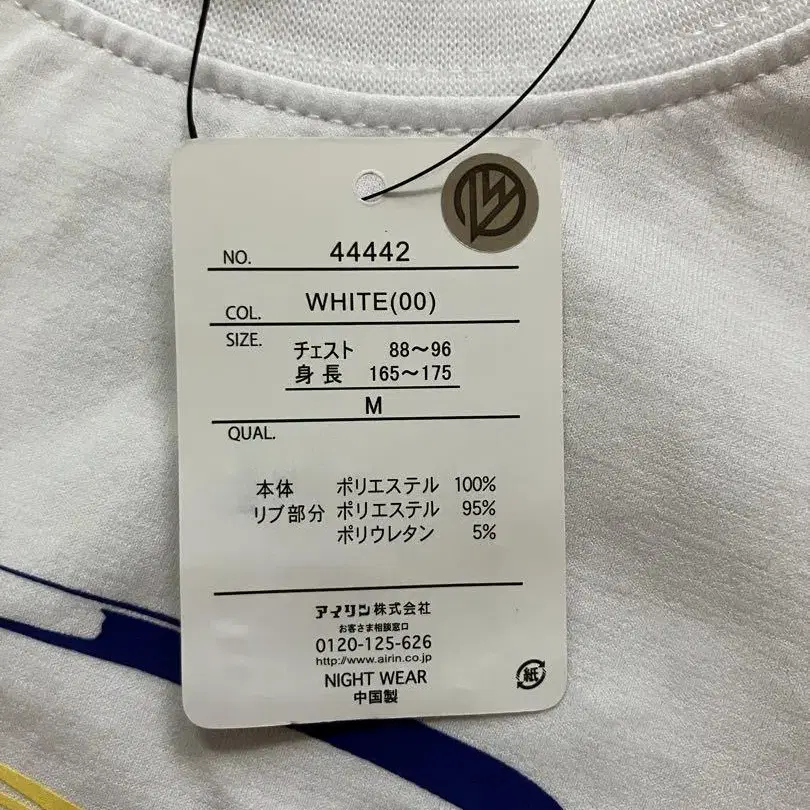 NO. 44442
COL. WHITE(00)
SIZE. チェスト 88〜96
身長 165〜175
M
QUAL.
本体 ポリエステル 100%
リブ部分 ポリエステル 95%
ポリウレタン 5%
アイリン株式会社
お客さま相談窓口
0120-125-626
http://www.airin.co.jp
NIGHT WEAR
中国製
紙